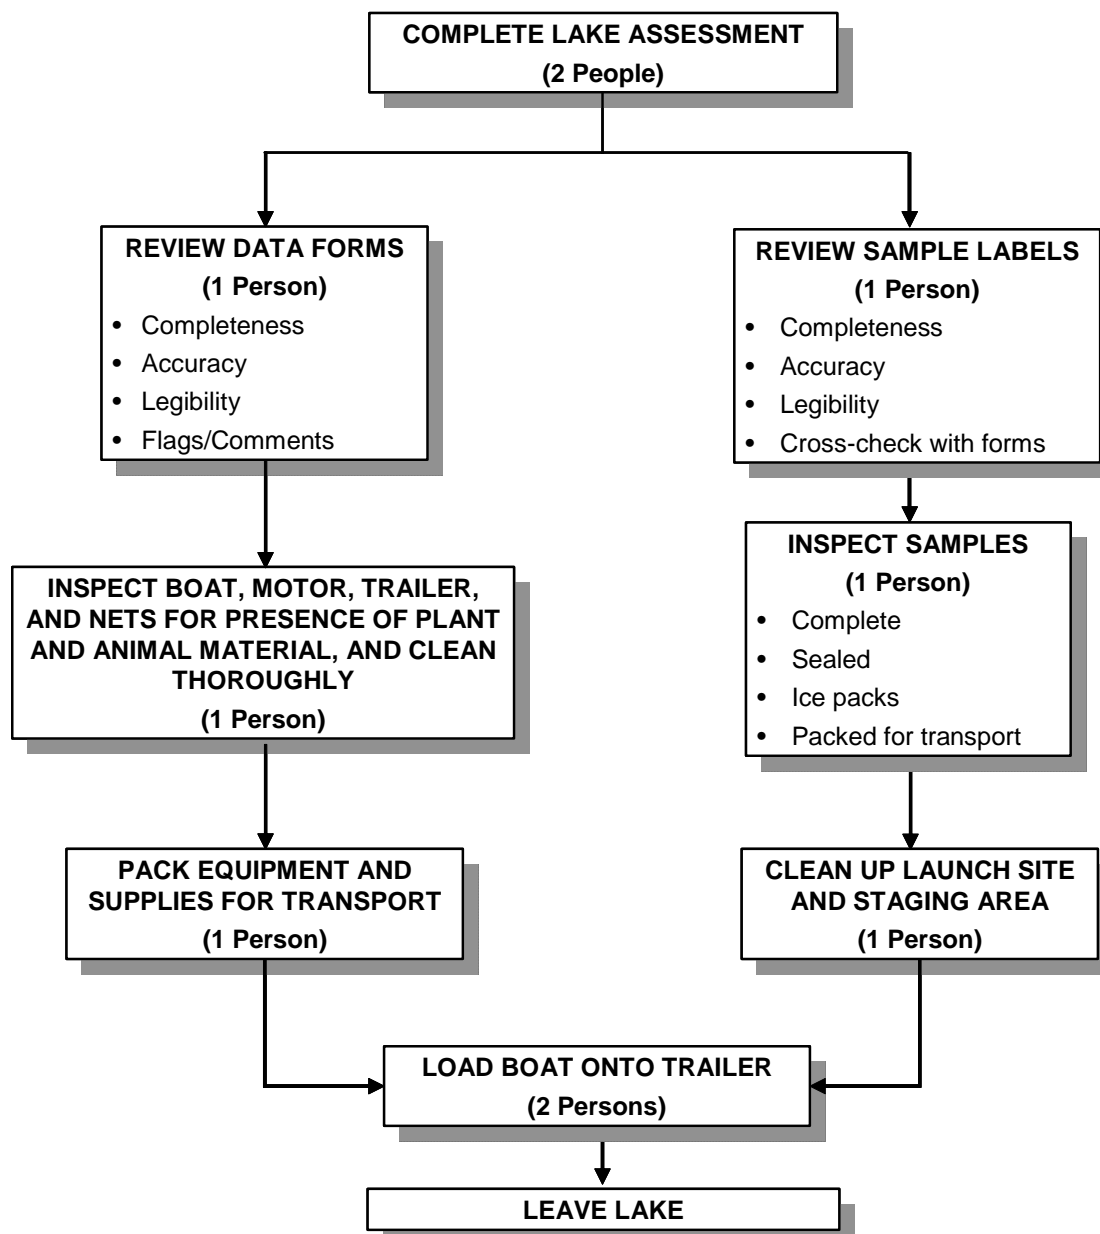 COMPLETE LAKE ASSESSMENT
(2 People)
REVIEW DATA FORMS
(1 Person)
• Completeness
• Accuracy
• Legibility
• Flags/Comments
REVIEW SAMPLE LABELS
(1 Person)
• Completeness
• Accuracy
• Legibility
• Cross-check with forms
INSPECT BOAT, MOTOR, TRAILER,
AND NETS FOR PRESENCE OF PLANT
AND ANIMAL MATERIAL, AND CLEAN
THOROUGHLY
(1 Person)
INSPECT SAMPLES
(1 Person)
• Complete
• Sealed
• Ice packs
• Packed for transport
PACK EQUIPMENT AND
SUPPLIES FOR TRANSPORT
(1 Person)
CLEAN UP LAUNCH SITE
AND STAGING AREA
(1 Person)
LOAD BOAT ONTO TRAILER
(2 Persons)
LEAVE LAKE